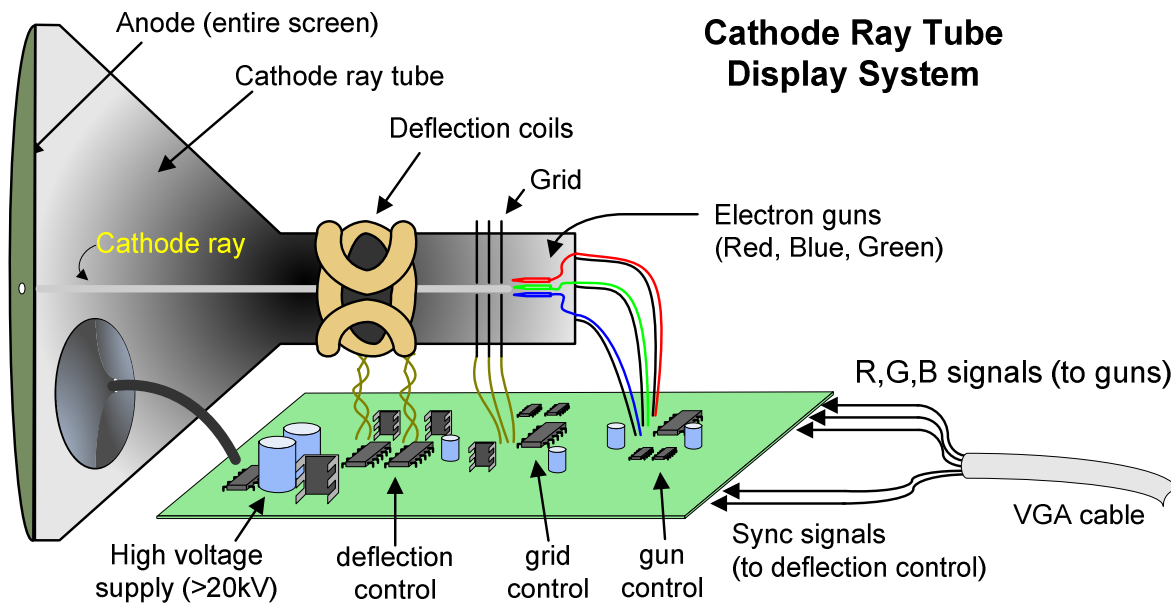 Cathode Ray Tube
Display System
Anode (entire screen)
Cathode ray tube
Deflection coils
Grid
Electron guns
(Red, Blue, Green)
Cathode ray
R,G,B signals (to guns)
VGA cable
Sync signals
(to deflection control)
High voltage
supply (>20kV)
deflection
control
grid
control
gun
control